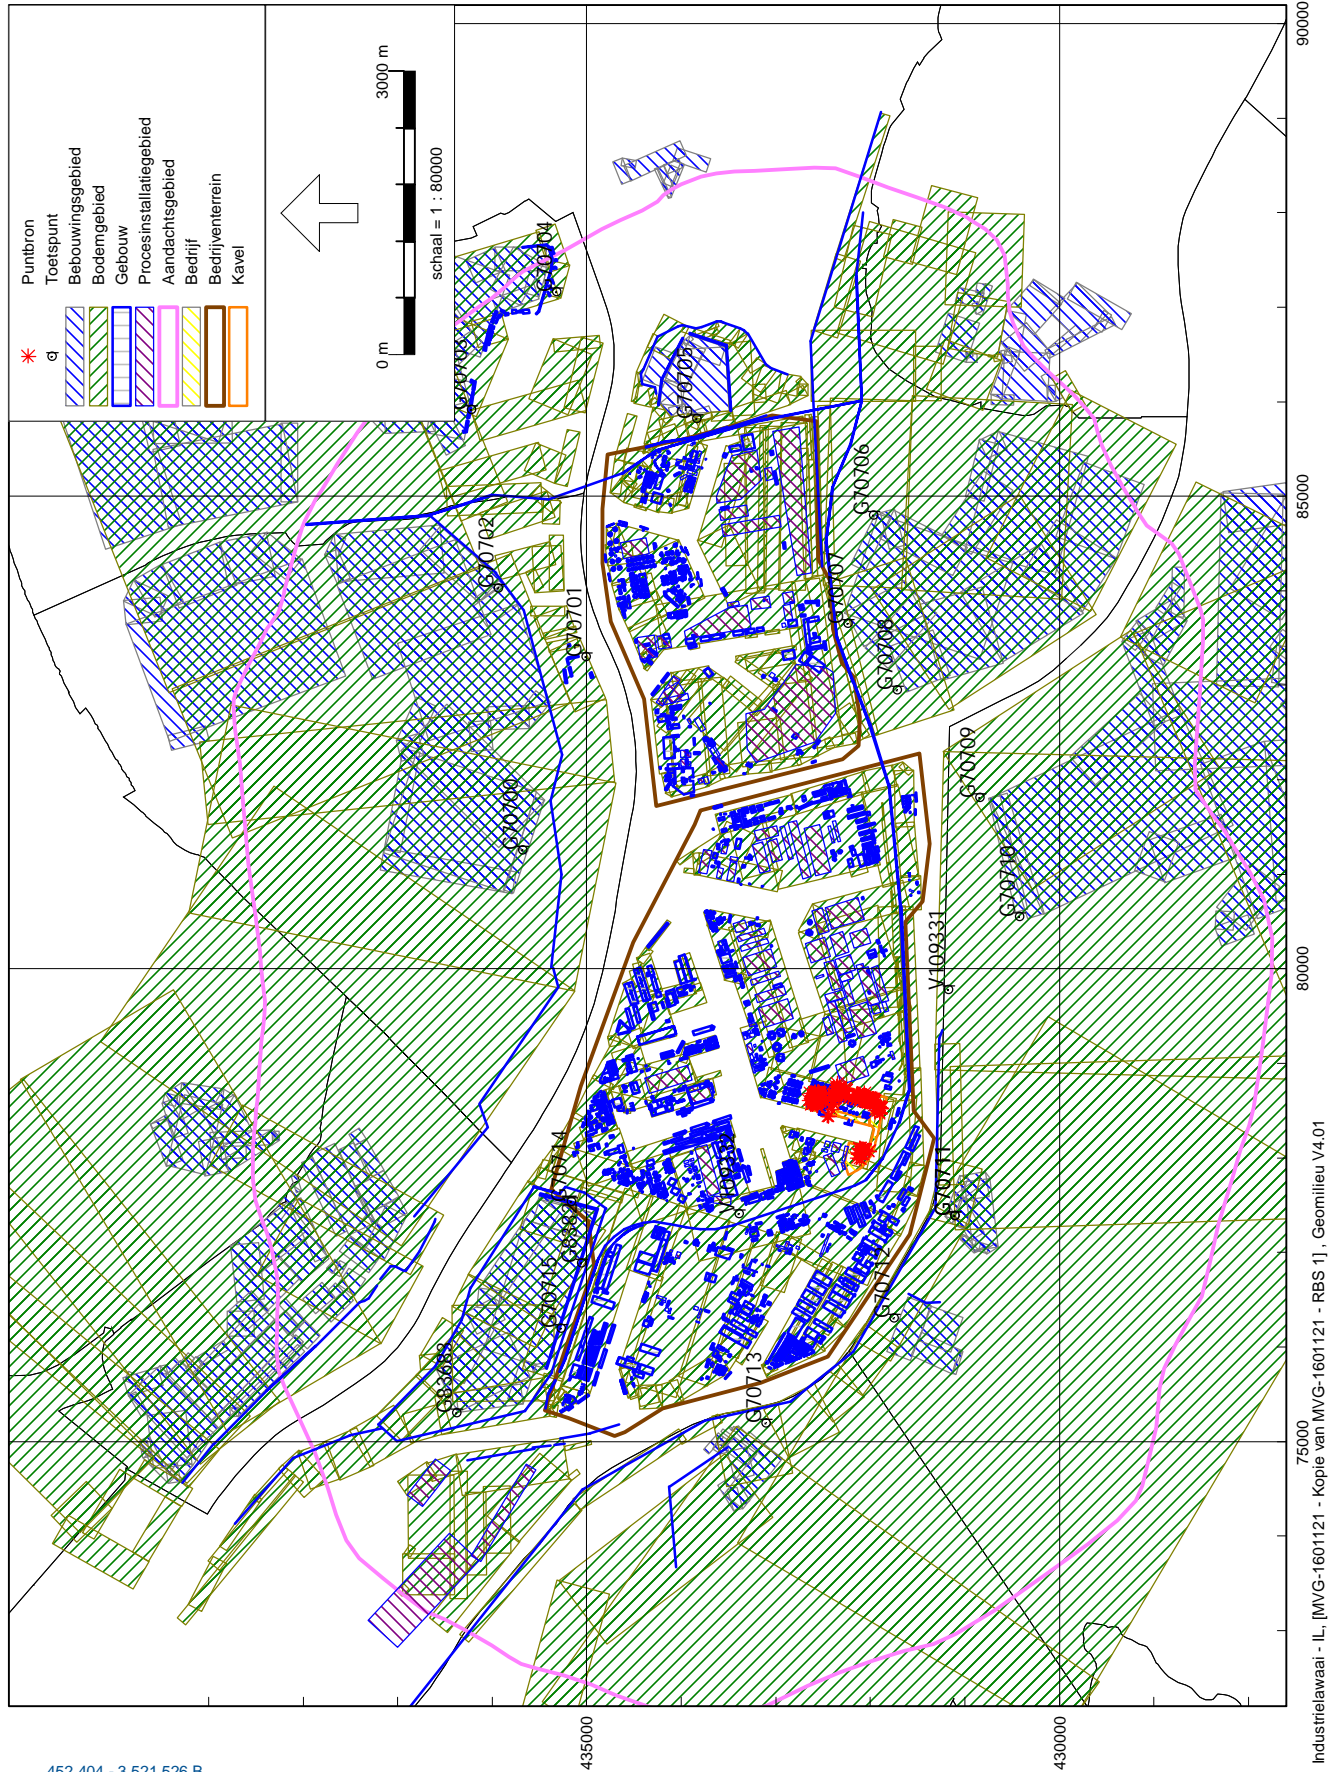 Puntbron
Toetspunt
Bebouwingsgebied
Bodemgebied
Gebouw
Procesinstallatiegebied
Aandachtsgebied
Bedrijf
Bedrijventerrein
Kavel
0 m
3000 m
schaal = 1 : 80000
G70704
G70705
G70706
G70702
G70701
G70707
G70708
G70700
G70709
G70710
V109331
G70711
G70712
G70713
G70715
75000
80000
85000
90000
435000
430000
Industrielawaai - IL, [MVG-1601121 - Kopie van MVG-1601121 - RBS 1] , Geomilieu V4.01